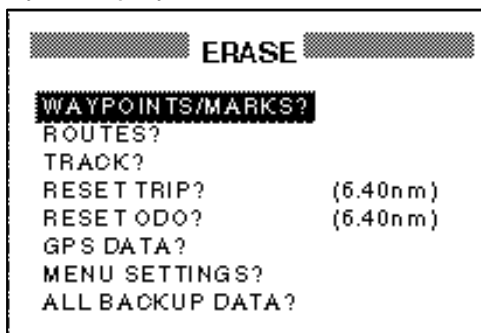 ERASE
WAYPOINTS/MARKS?
ROUTES?
TRACK?
RESET TRIP? (6.40nm)
RESET ODO? (6.40nm)
GPS DATA?
MENU SETTINGS?
ALL BACKUP DATA?